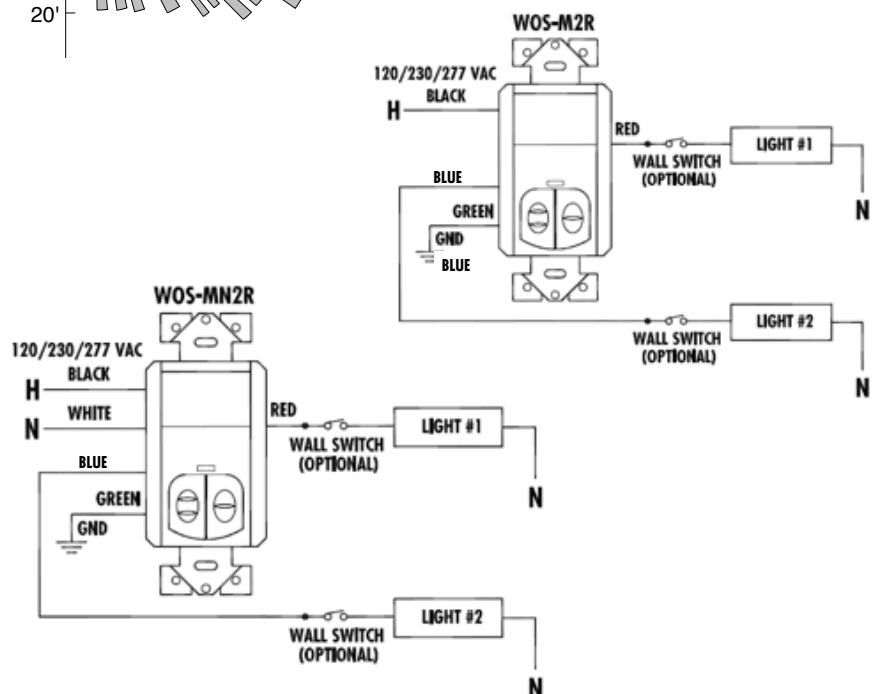 20'
WOS-M2R
120/230/277 VAC
H
BLACK
RED
WALL SWITCH
(OPTIONAL)
LIGHT #1
N
BLUE
GREEN
GND
BLUE
WALL SWITCH
(OPTIONAL)
LIGHT #2
N
WOS-MN2R
120/230/277 VAC
H
BLACK
N
WHITE
RED
WALL SWITCH
(OPTIONAL)
LIGHT #1
N
BLUE
GREEN
GND
WALL SWITCH
(OPTIONAL)
LIGHT #2
N